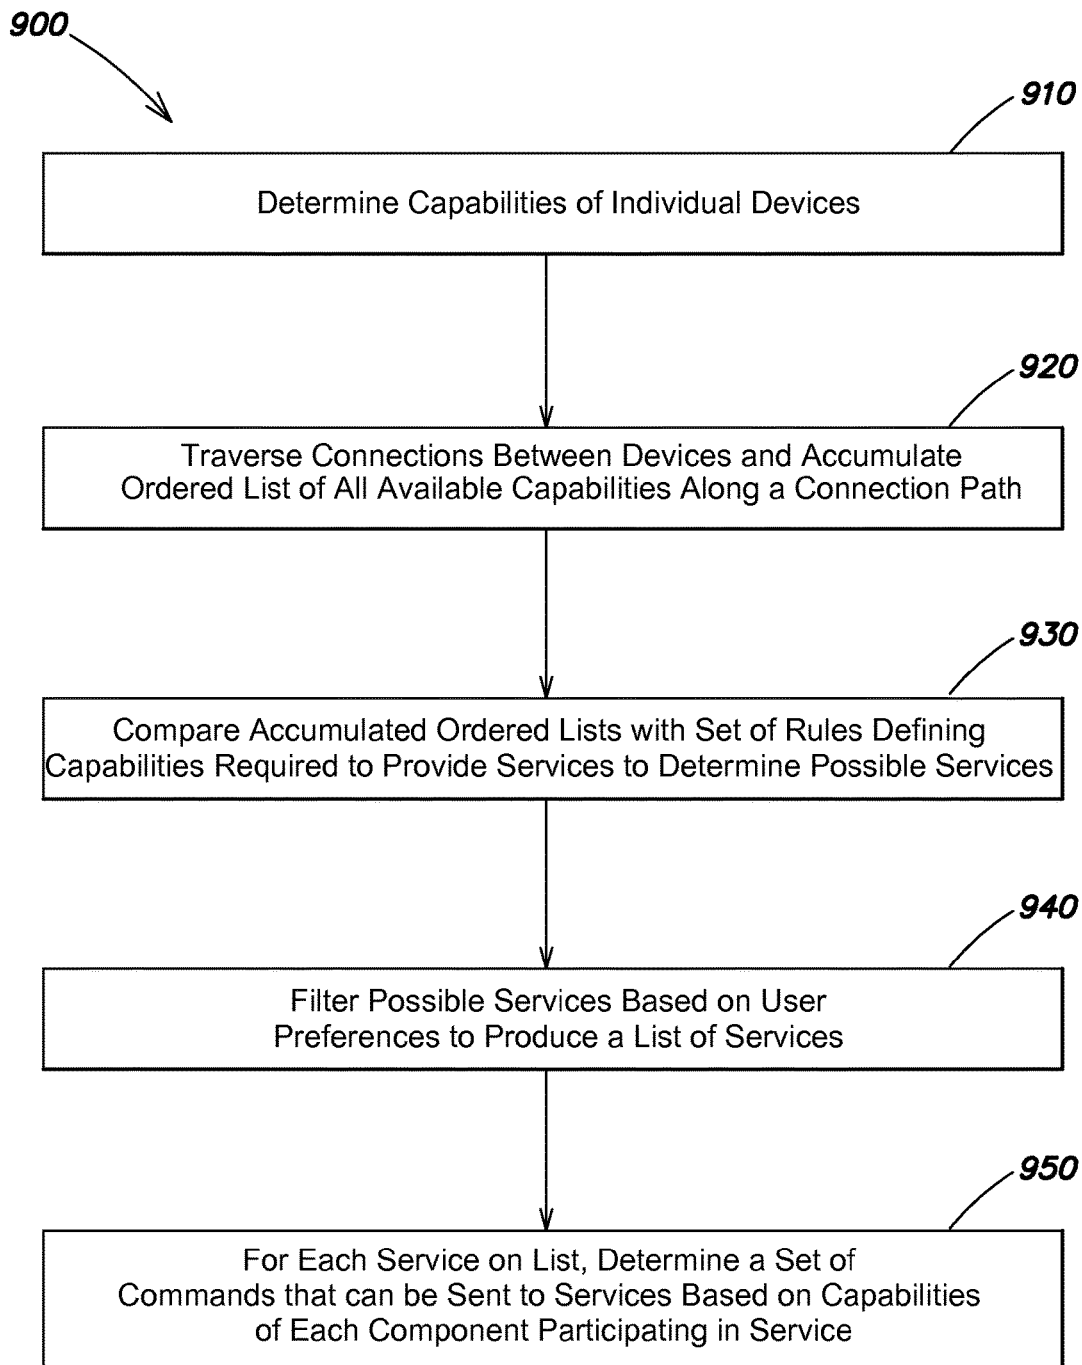 900
910
Determine Capabilities of Individual Devices
920
Traverse Connections Between Devices and Accumulate
Ordered List of All Available Capabilities Along a Connection Path
930
Compare Accumulated Ordered Lists with Set of Rules Defining
Capabilities Required to Provide Services to Determine Possible Services
940
Filter Possible Services Based on User
Preferences to Produce a List of Services
950
For Each Service on List, Determine a Set of
Commands that can be Sent to Services Based on Capabilities
of Each Component Participating in Service